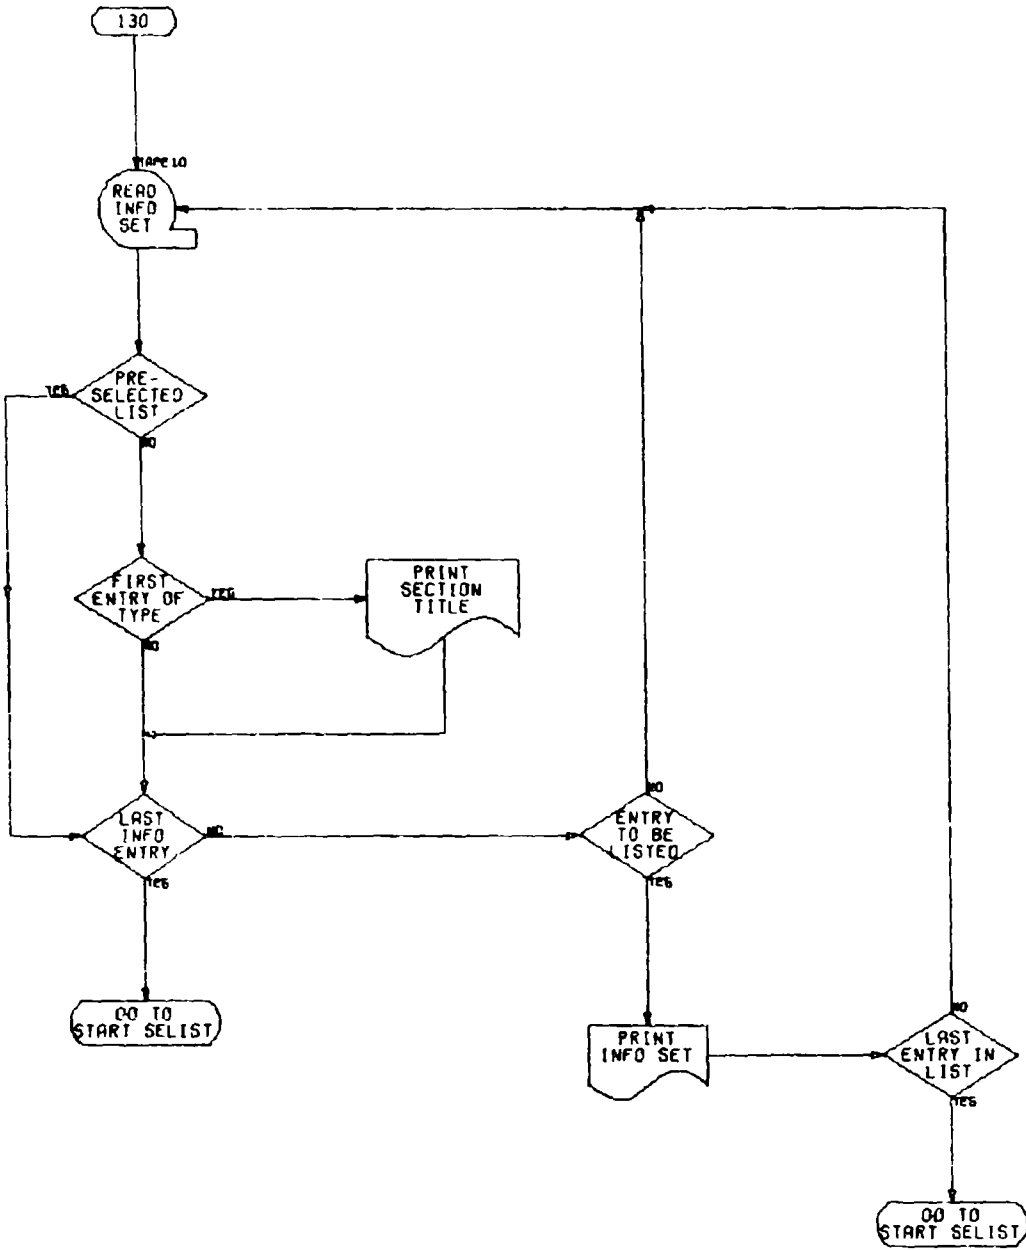 130
TAPE10
READ
INFO
SET
PRE-
SELECTED
LIST
YES
NO
FIRST
ENTRY OF
TYPE
YES
NO
PRINT
SECTION
TITLE
LAST
INFO
ENTRY
NO
YES
ENTRY
TO BE
LISTED
NO
YES
GO TO
START SELIST
PRINT
INFO SET
LAST
ENTRY IN
LIST
NO
YES
GO TO
START SELIST